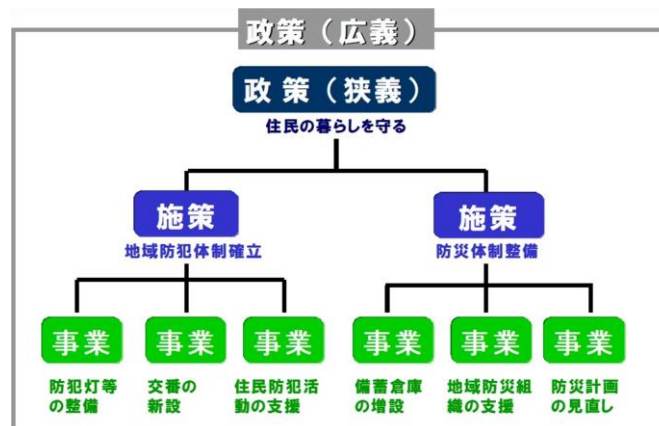 政策（広義）
政策（狭義）
住民の暮らしを守る
施策
地域防犯体制確立
施策
防災体制整備
事業
防犯灯等
の整備
事業
交番の
新設
事業
住民防犯活
動の支援
事業
備蓄倉庫
の増設
事業
地域防災組
織の支援
事業
防災計画
の見直し